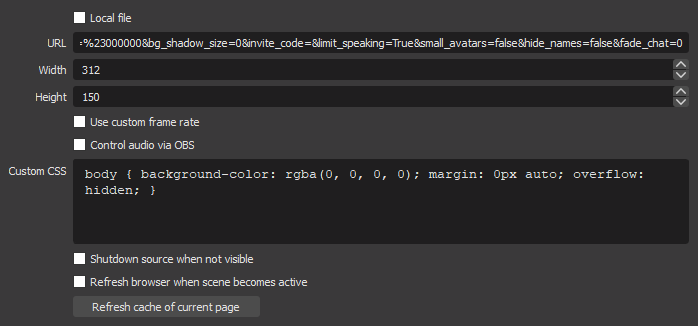 Local file
URL =%23000000&bg_shadow_size=0&invite_code=&limit_speaking=True&small_avatars=false&hide_names=false&fade_chat=0
Width 312
Height 150
Use custom frame rate
Control audio via OBS
Custom CSS body { background-color: rgba(0, 0, 0, 0); margin: 0px auto; overflow:
hidden; }
Shutdown source when not visible
Refresh browser when scene becomes active
Refresh cache of current page